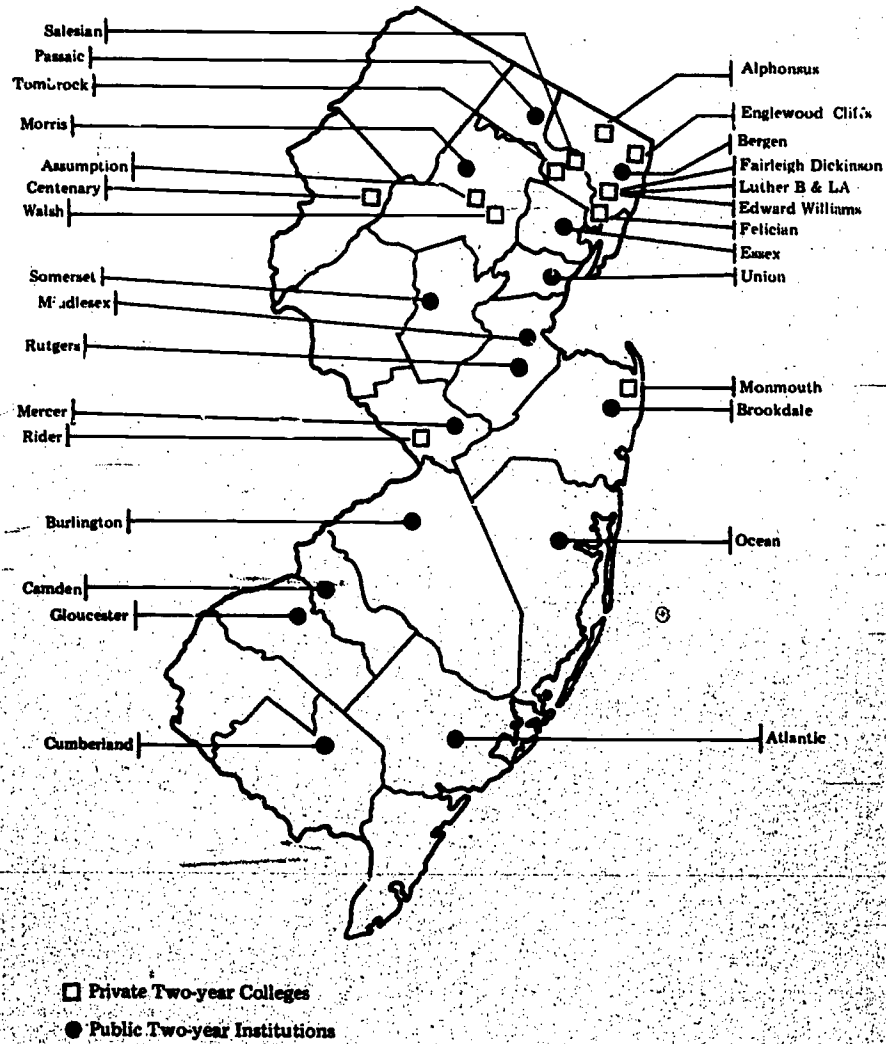 Salesian
Passaic
Tombrock
Morris
Assumption
Centenary
Walsh
Somerset
Middlesex
Rutgers
Mercer
Rider
Burlington
Camden
Gloucester
Cumberland
Alphonsus
Englewood Cliffs
Bergen
Fairleigh Dickinson
Luther B & LA
Edward Williams
Felician
Essex
Union
Monmouth
Brookdale
Ocean
Atlantic
Private Two-year Colleges
Public Two-year Institutions